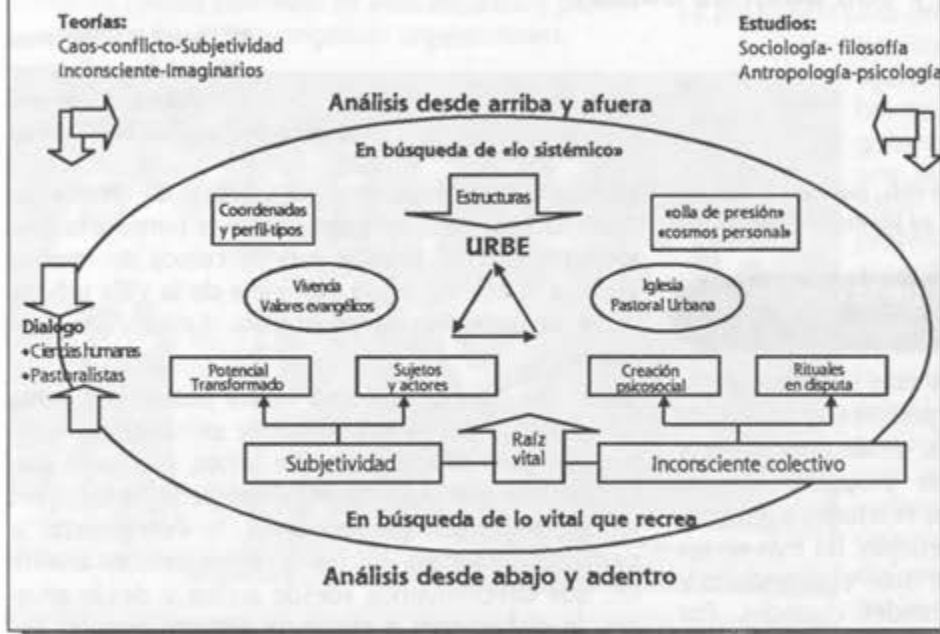 Teorías:
Caos-conflicto-Subjetividad
Inconsciente-Imaginarios
Estudios:
Sociología- filosofía
Antropología-psicología
Análisis desde arriba y afuera
En búsqueda de «lo sistémico»
Coordenadas
y perfil-tipos
Estructuras
«olla de presión»
«cosmos personal»
URBE
Vivencia
Valores evangélicos
Iglesia
Pastoral Urbana
Dialogo
•Ciencias humanas
•Pastoralistas
Potencial
Transformado
Sujetos
y actores
Creación
psicosocial
Rituales
en disputa
Raíz
vital
Subjetividad
Inconsciente colectivo
En búsqueda de lo vital que recrea
Análisis desde abajo y adentro